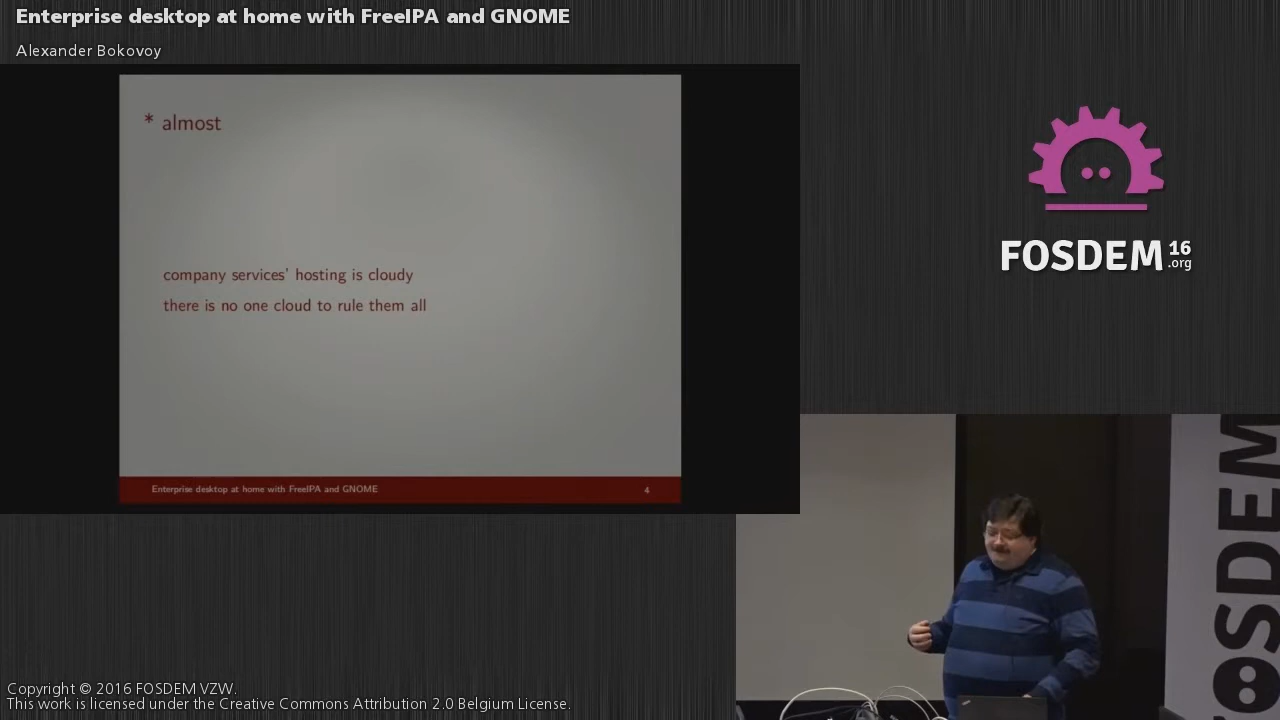 Enterprise desktop at home with FreeIPA and GNOME
Alexander Bokovoy
* almost
company services' hosting is cloudy
there is no one cloud to rule them all
Enterprise desktop at home with FreeIPA and GNOME 4
FOSDEM 16
.org
FOSDEM
Copyright © 2016 FOSDEM VZW.
This work is licensed under the Creative Commons Attribution 2.0 Belgium License.